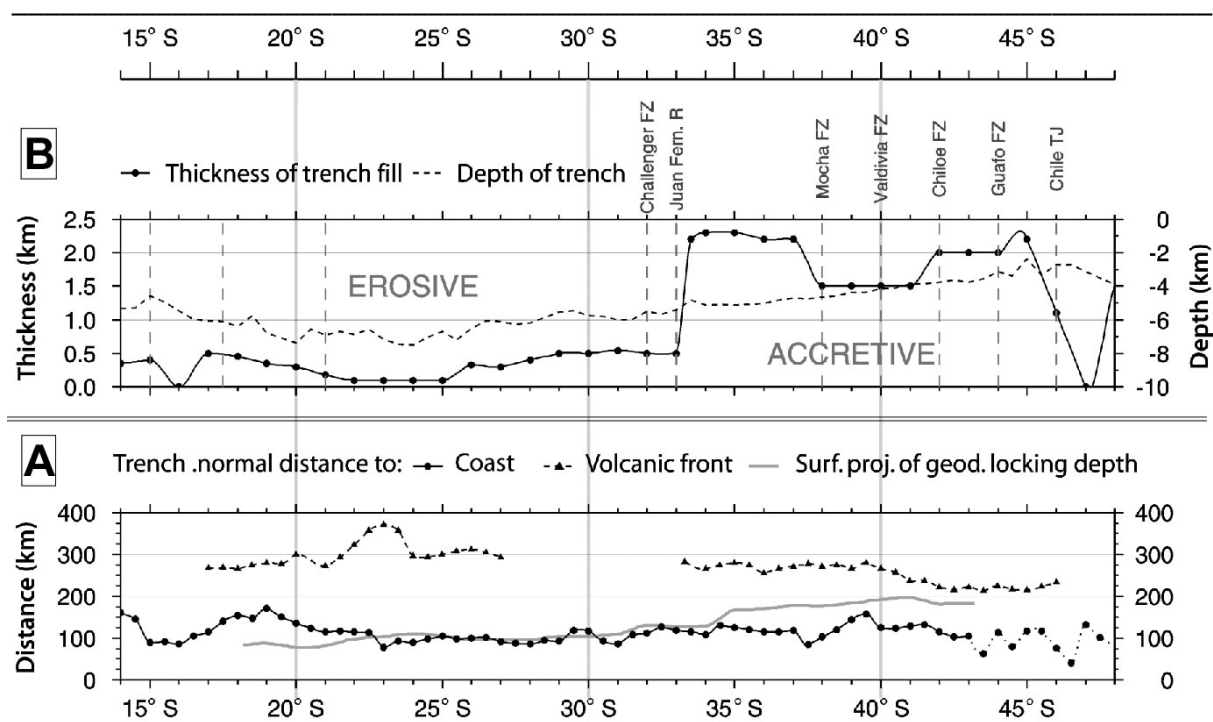 15° S 20° S 25° S 30° S 35° S 40° S 45° S
Challenger FZ
Juan Fern. R
Mocha FZ
Valdivia FZ
Chiloe FZ
Guafo FZ
Chile TJ
B
Thickness of trench fill Depth of trench
Thickness (km)
2.5
2.0
1.5
1.0
0.5
0.0
EROSIVE
ACCRETIVE
0
-2
-4
-6
-8
-10
Depth (km)
A
Trench .normal distance to: Coast Volcanic front Surf. proj. of geod. locking depth
Distance (km)
400
300
200
100
0
400
300
200
100
0
15° S 20° S 25° S 30° S 35° S 40° S 45° S